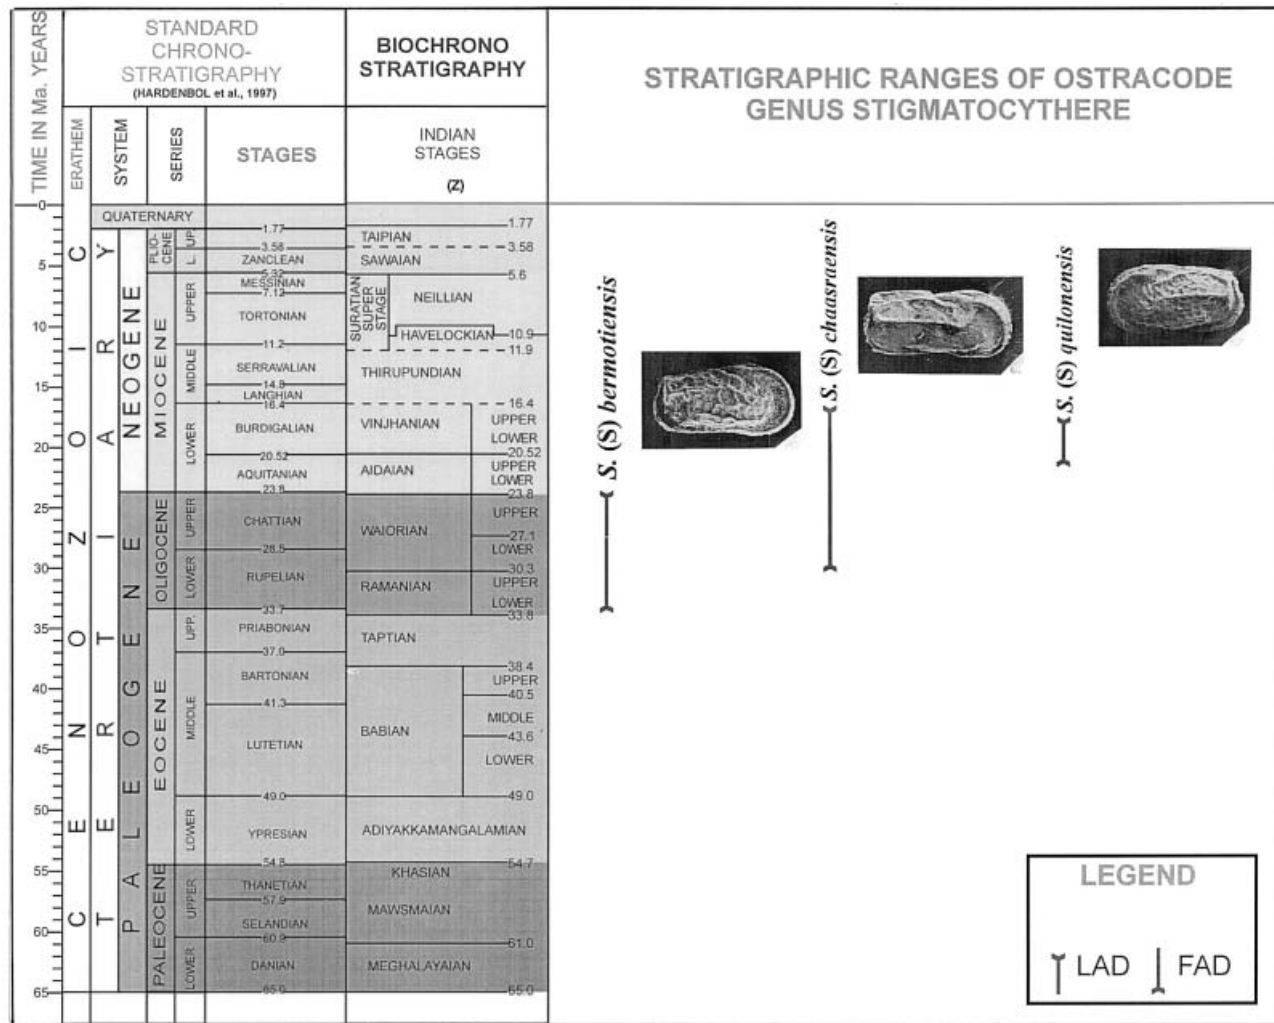 TIME IN Ma. YEARS
STANDARD
CHRONO-
STRATIGRAPHY
(HARDENBOL et al., 1997)
BIOCHRONO
STRATIGRAPHY
STRATIGRAPHIC RANGES OF OSTRACODE
GENUS STIGMATOCYTHERE
ERATHEM
SYSTEM
SERIES
STAGES
INDIAN
STAGES
(Z)
0
5
10
15
20
25
30
35
40
45
50
55
60
65
CENOZOIC
TERTIARY
QUATERNARY
NEOGENE
PALEOGENE
PLIO-
CENE
MIOCENE
OLIGOCENE
EOCENE
PALEOCENE
UP.
L.
UPPER
MIDDLE
LOWER
UPPER
LOWER
UPP.
MIDDLE
LOWER
UPPER
LOWER
1.77
3.58
ZANCLEAN
5.32
MESSINIAN
7.12
TORTONIAN
11.2
SERRAVALIAN
14.8
LANGHIAN
16.4
BURDIGALIAN
20.52
AQUITANIAN
23.8
CHATTIAN
28.5
RUPELIAN
33.7
PRIABONIAN
37.0
BARTONIAN
41.3
LUTETIAN
49.0
YPRESIAN
54.8
THANETIAN
57.9
SELANDIAN
60.9
DANIAN
65.0
1.77
TAIPIAN
3.58
SAWAIAN
5.6
SURATIAN
SUPER
STAGE
NEILLIAN
HAVELOCKIAN
10.9
11.9
THIRUPUNDIAN
16.4
VINJHANIAN
UPPER
LOWER
20.52
AIDAIAN
UPPER
LOWER
23.8
WAIORIAN
UPPER
27.1
LOWER
30.3
RAMANIAN
UPPER
LOWER
33.8
TAPTIAN
38.4
BABIAN
UPPER
40.5
MIDDLE
43.6
LOWER
49.0
ADIYAKKAMANGALAMIAN
54.7
KHASIAN
MAWSMAIAN
61.0
MEGHALAYAIAN
65.0
S. (S) bermotiensis
S. (S) chaasraensis
S. (S) quilonensis
LEGEND
LAD FAD